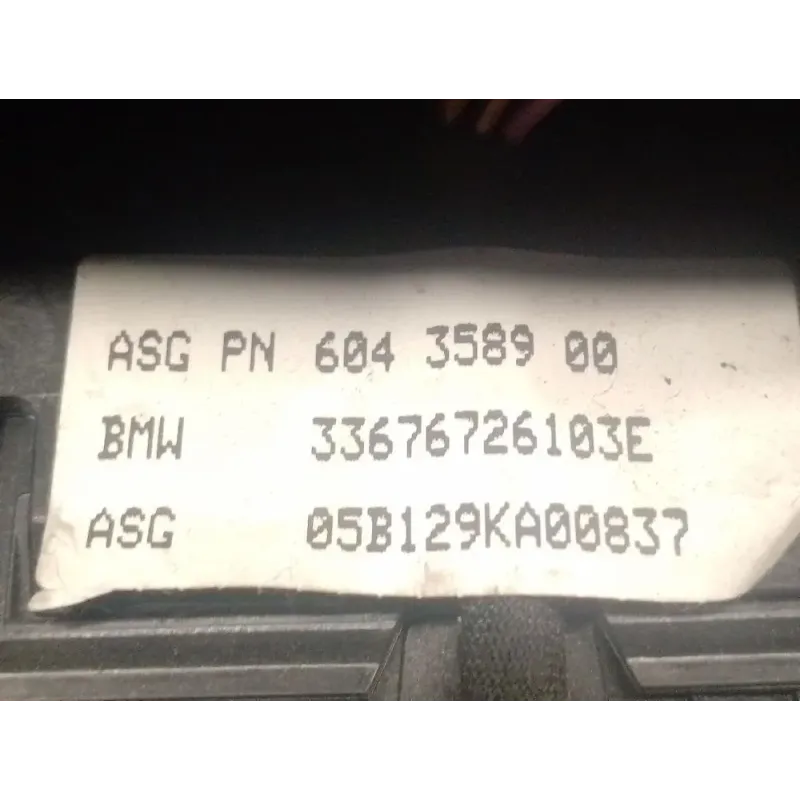 ASG PN 604 3589 00
BMW 33676726103E
ASG 05B129KA00837